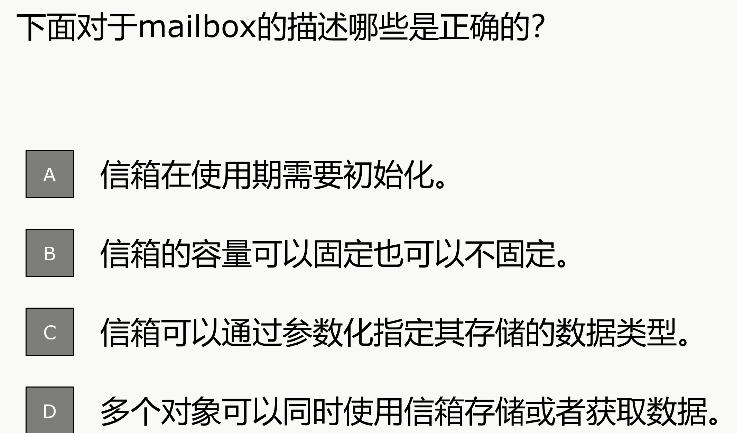 下面对于mailbox的描述哪些是正确的?
A 信箱在使用期需要初始化。
B 信箱的容量可以固定也可以不固定。
C 信箱可以通过参数化指定其存储的数据类型。
D 多个对象可以同时使用信箱存储或者获取数据。